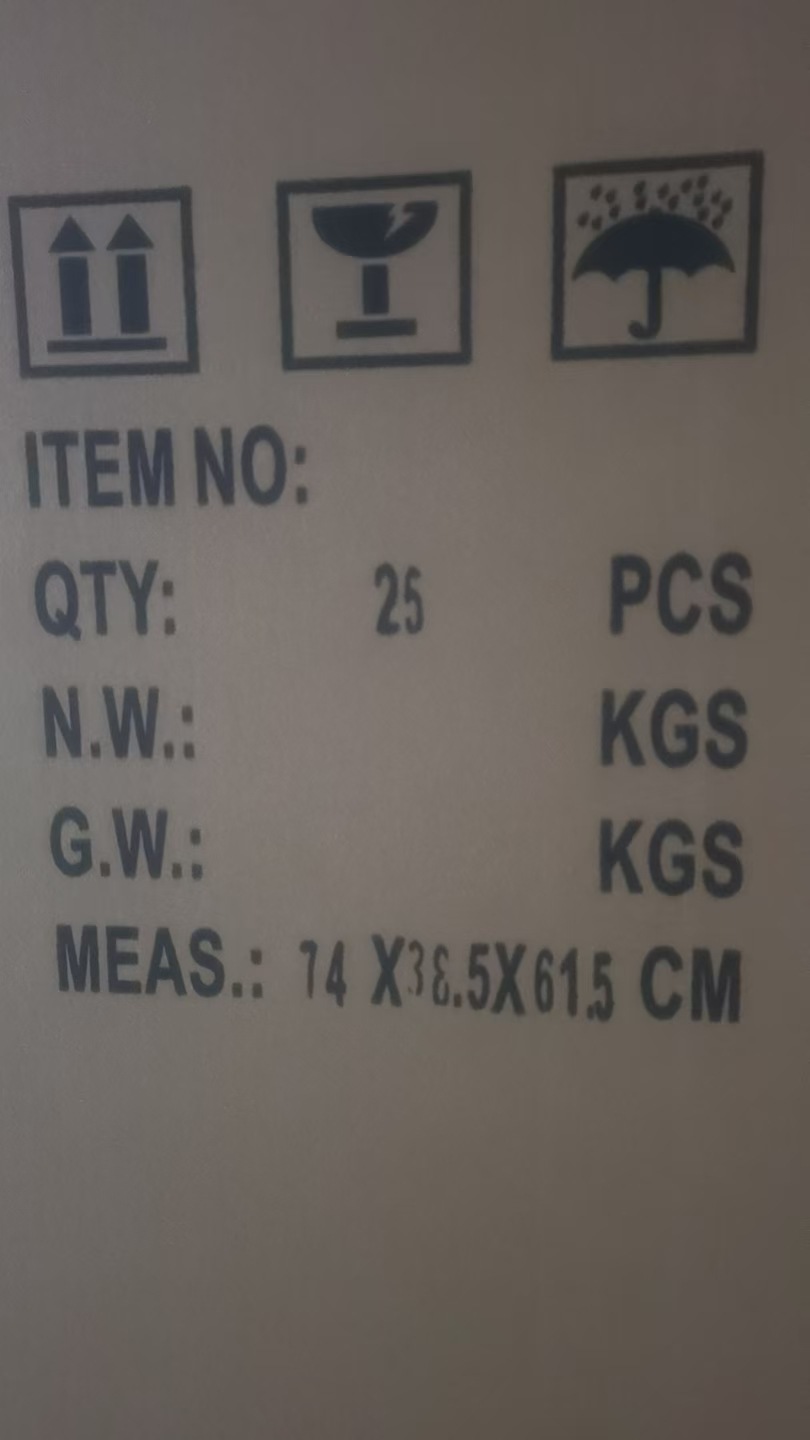 ITEM NO:
QTY: 25 PCS
N.W.: KGS
G.W.: KGS
MEAS.: 74 X38.5X61.5 CM